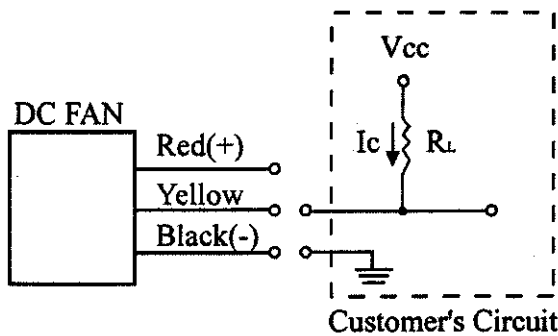 Vcc
DC FAN
Red(+)
Ic
RL
Yellow
Black(-)
Customer's Circuit